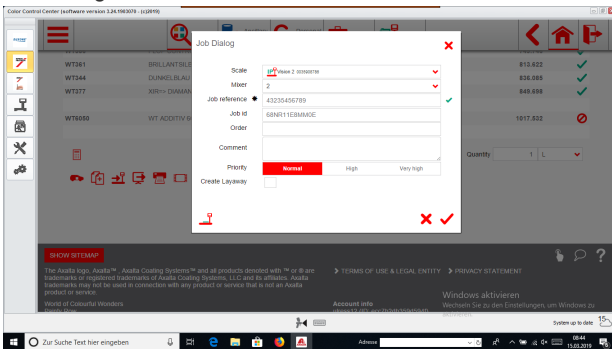 Color Control Center (software version 3.24.1903070 - (c)2019)
Job Dialog
WT361 BRILLANTSILB 813.822
WT344 DUNKELBLAU 836.088
WT377 XIR>> DIAMAN 849.698
WT6050 WT ADDITIV 1017.832
Scale Vision 2
Mixer 2
Job reference * 43235456789
Job id 68NR11E8MM0E
Order
Comment
Quantity 1 L
Priority Normal High Very high
Create Layaway
SHOW SITEMAP
The Axalta logo, Axalta™, Axalta Coating Systems™ and all products denoted with ™ or ® are
trademarks or registered trademarks of Axalta Coating Systems, LLC and its affiliates. Axalta
trademarks may not be used in connection with any product or service that is not an Axalta
product or service.
TERMS OF USE & LEGAL ENTITY PRIVACY STATEMENT
World of Colourful Wonders
Account info
Windows aktivieren
Wechseln Sie zu den Einstellungen, um Windows zu
System up to date
15
Zur Suche Text hier eingeben
Adresse
08:44
15.03.2019